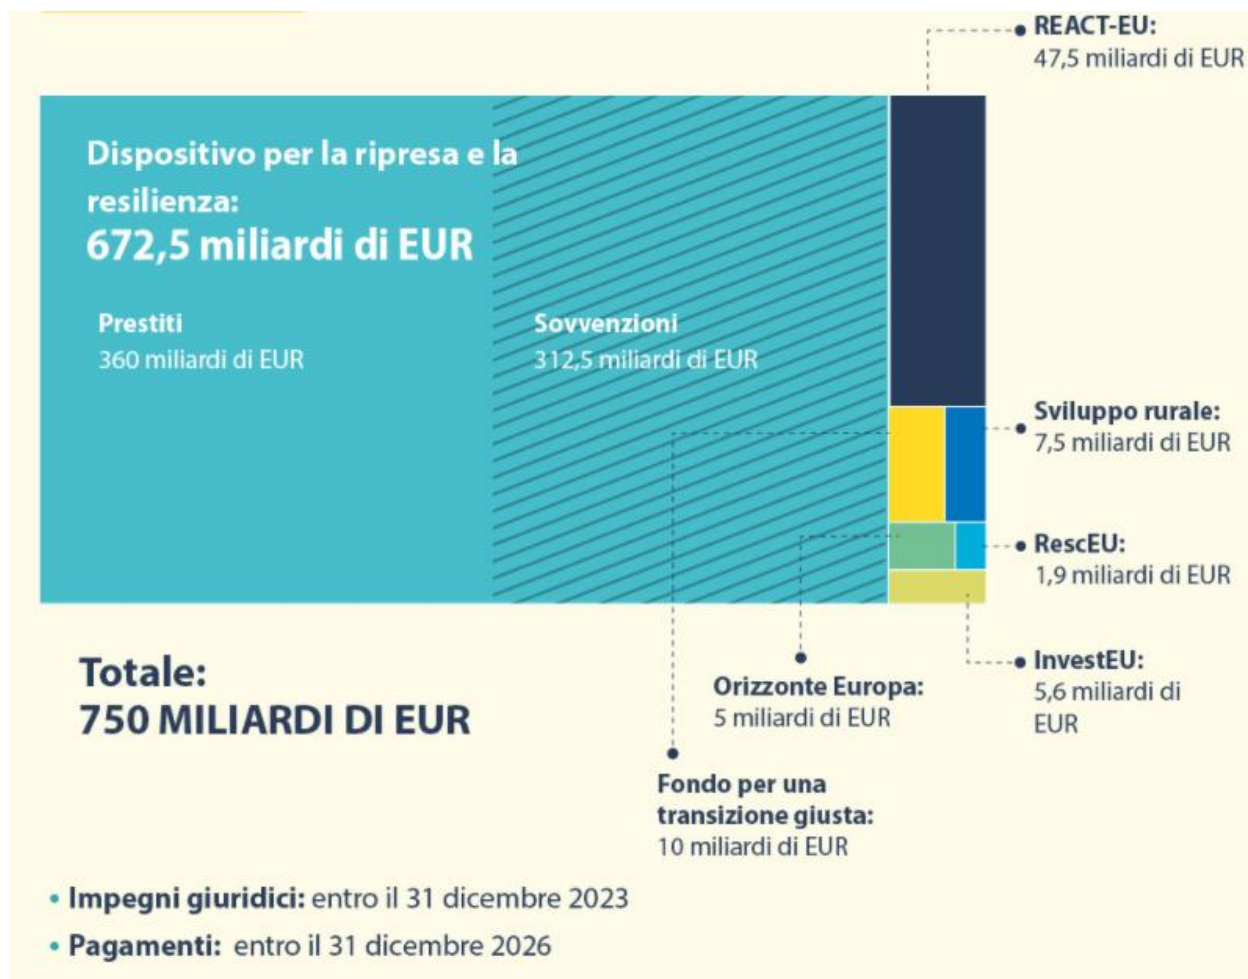 REACT-EU:
47,5 miliardi di EUR
Dispositivo per la ripresa e la
resilienza:
672,5 miliardi di EUR
Prestiti
360 miliardi di EUR
Sovvenzioni
312,5 miliardi di EUR
Sviluppo rurale:
7,5 miliardi di EUR
RescEU:
1,9 miliardi di EUR
InvestEU:
5,6 miliardi di
EUR
Orizzonte Europa:
5 miliardi di EUR
Fondo per una
transizione giusta:
10 miliardi di EUR
Totale:
750 MILIARDI DI EUR
• Impegni giuridici: entro il 31 dicembre 2023
• Pagamenti: entro il 31 dicembre 2026